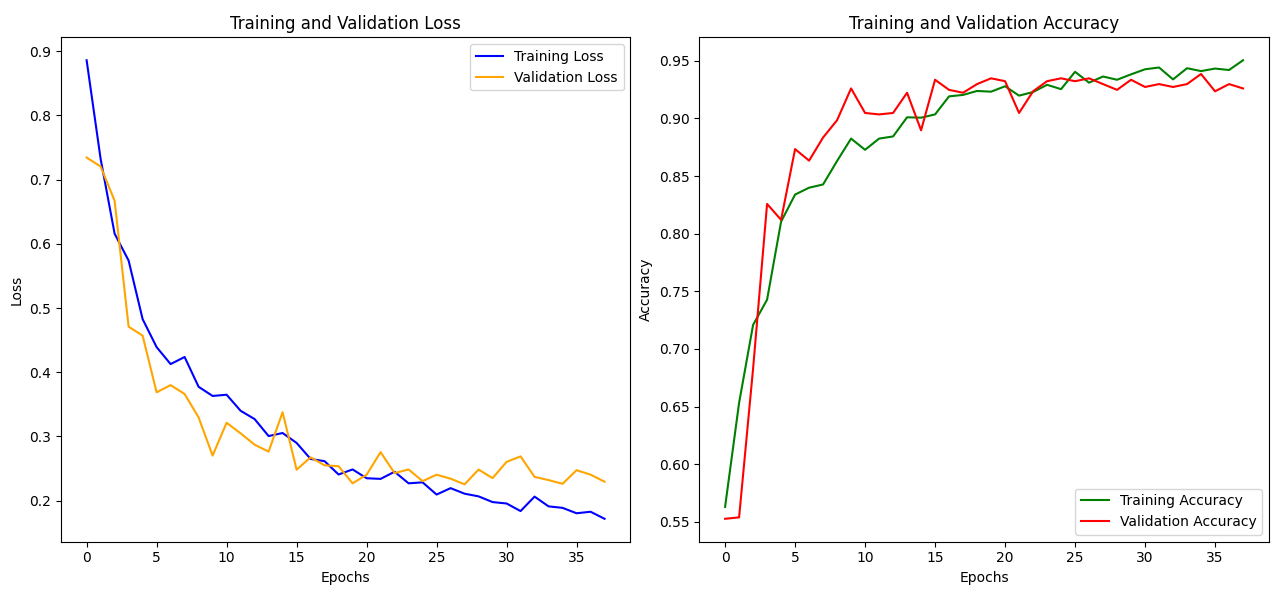 Training and Validation Loss
0.9
0.8
0.7
0.6
0.5
0.4
0.3
0.2
Loss
0 5 10 15 20 25 30 35
Epochs
Training Loss
Validation Loss
Training and Validation Accuracy
0.95
0.90
0.85
0.80
0.75
0.70
0.65
0.60
0.55
Accuracy
0 5 10 15 20 25 30 35
Epochs
Training Accuracy
Validation Accuracy